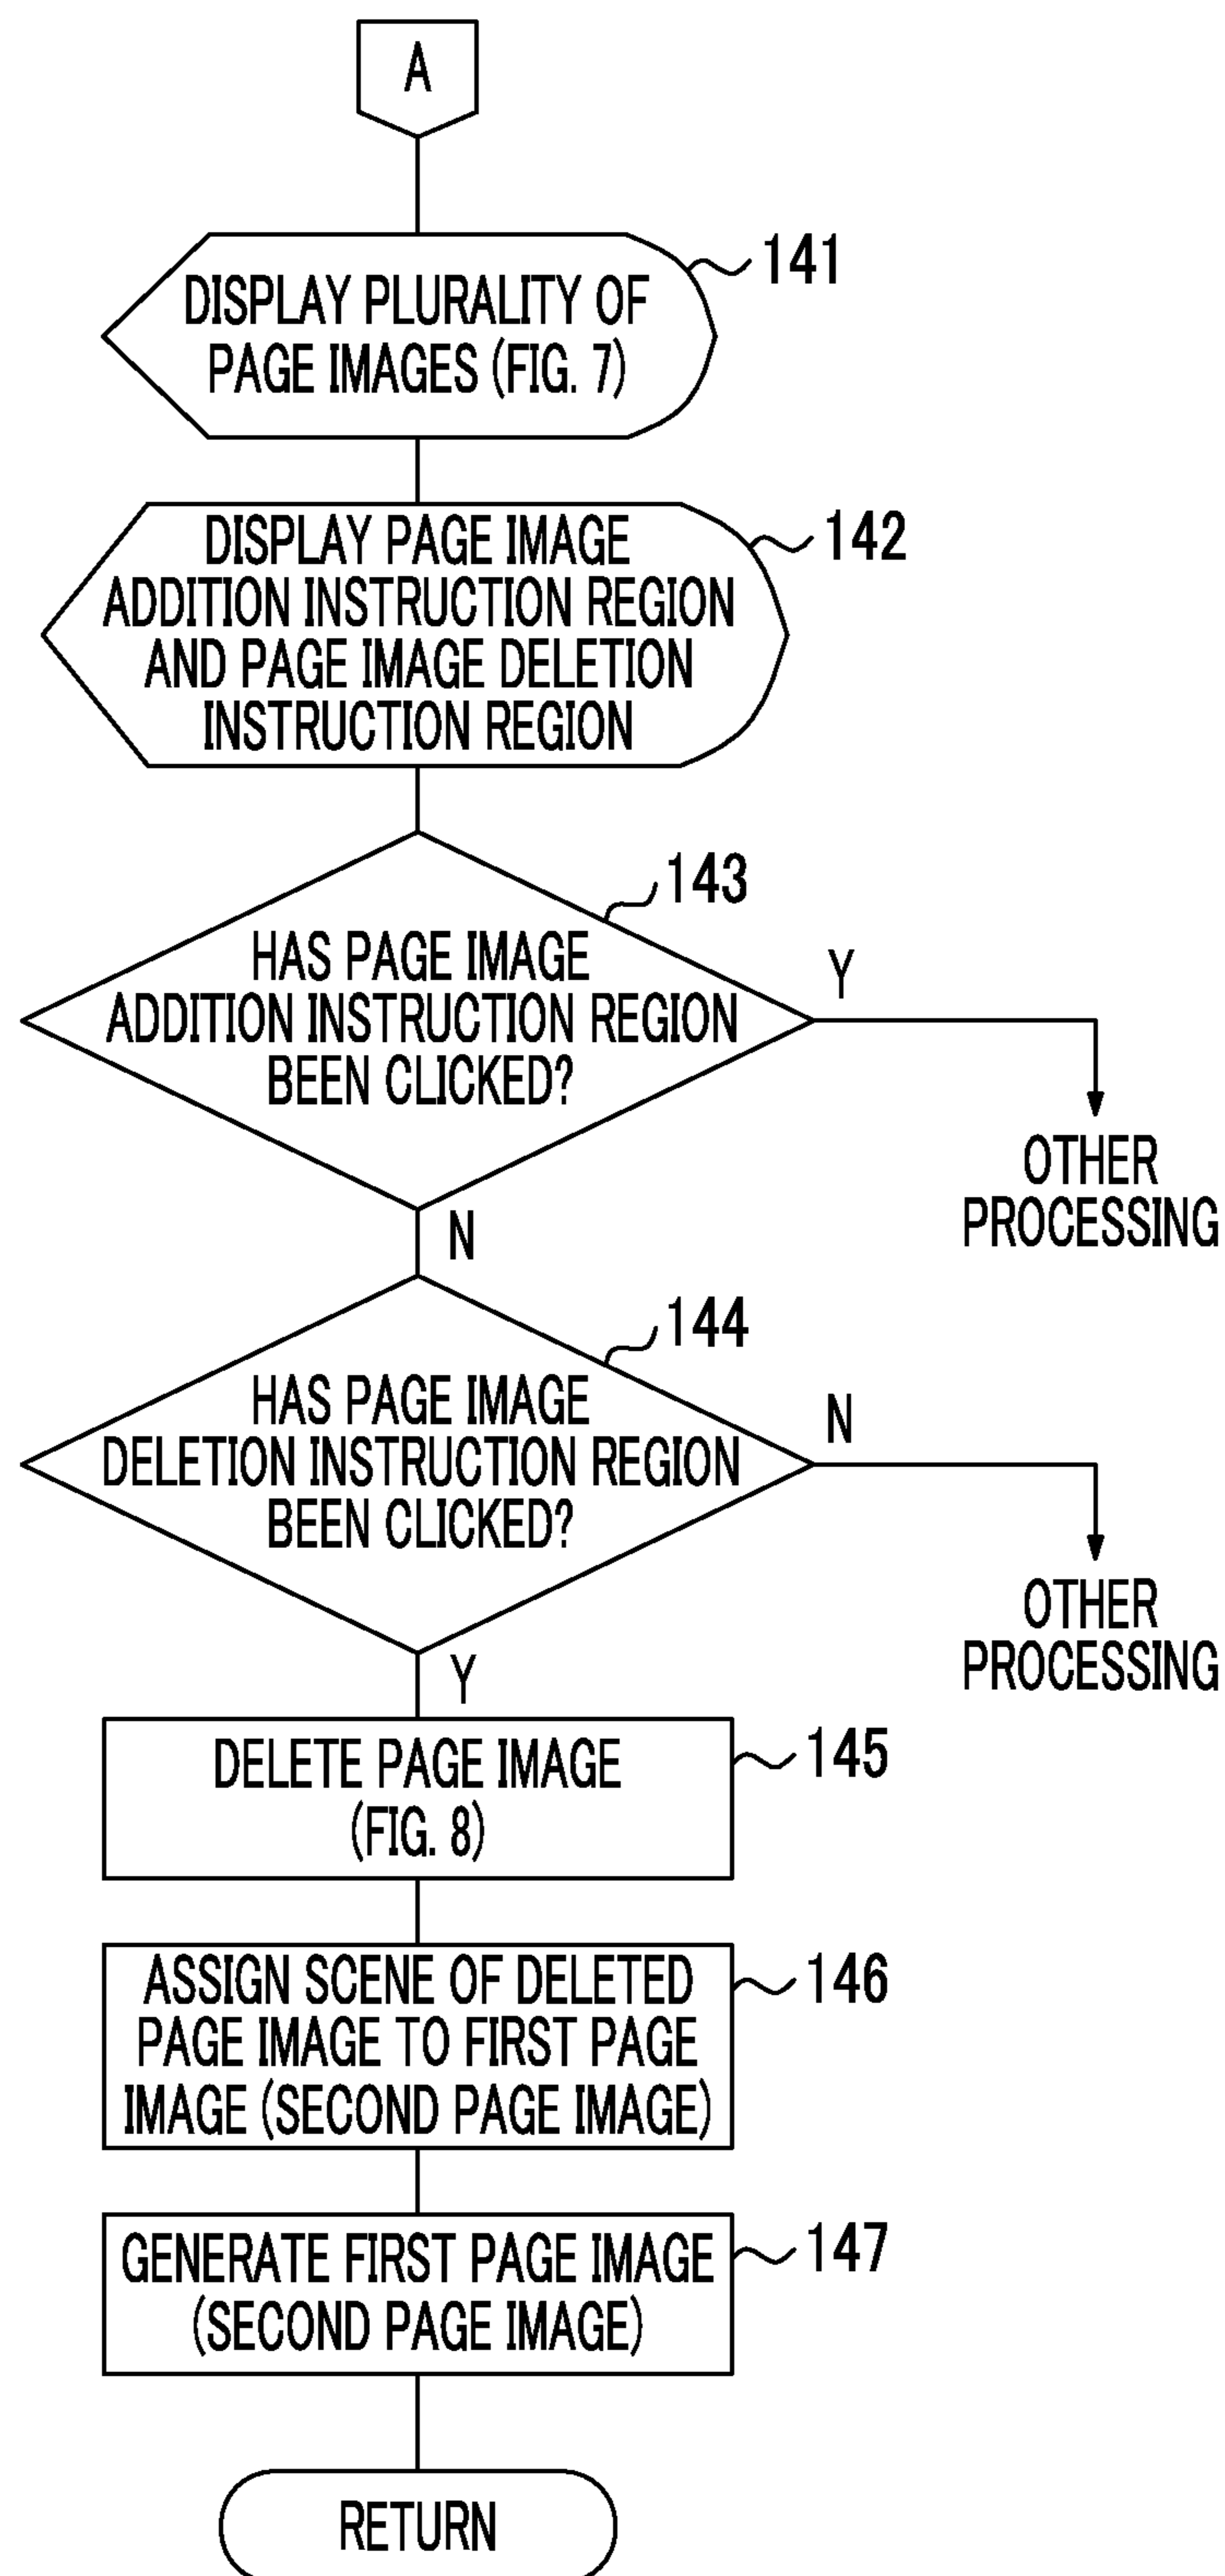 A
DISPLAY PLURALITY OF
PAGE IMAGES (FIG. 7)
141
DISPLAY PAGE IMAGE
ADDITION INSTRUCTION REGION
AND PAGE IMAGE DELETION
INSTRUCTION REGION
142
143
HAS PAGE IMAGE
ADDITION INSTRUCTION REGION
BEEN CLICKED?
Y
OTHER
PROCESSING
N
144
HAS PAGE IMAGE
DELETION INSTRUCTION REGION
BEEN CLICKED?
N
OTHER
PROCESSING
Y
DELETE PAGE IMAGE
(FIG. 8)
145
ASSIGN SCENE OF DELETED
PAGE IMAGE TO FIRST PAGE
IMAGE (SECOND PAGE IMAGE)
146
GENERATE FIRST PAGE IMAGE
(SECOND PAGE IMAGE)
147
RETURN